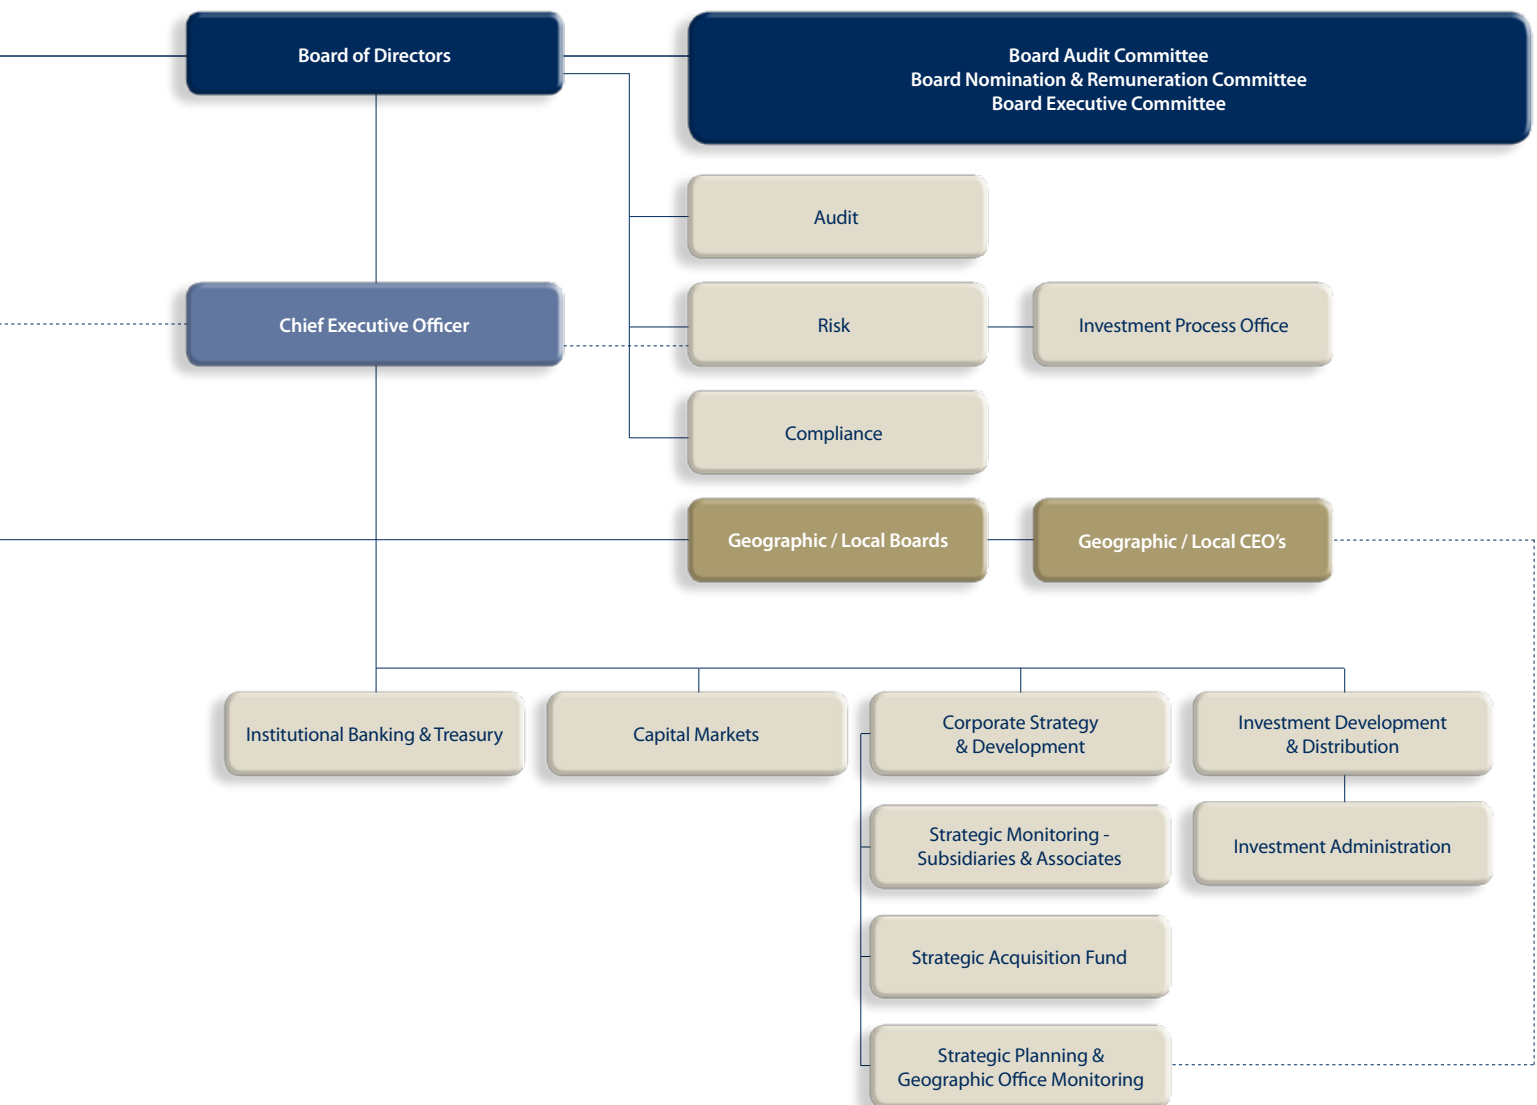 Board of Directors
Board Audit Committee
Board Nomination & Remuneration Committee
Board Executive Committee
Audit
Chief Executive Officer
Risk
Investment Process Office
Compliance
Geographic / Local Boards
Geographic / Local CEO’s
Institutional Banking & Treasury
Capital Markets
Corporate Strategy
& Development
Investment Development
& Distribution
Strategic Monitoring -
Subsidiaries & Associates
Investment Administration
Strategic Acquisition Fund
Strategic Planning &
Geographic Office Monitoring